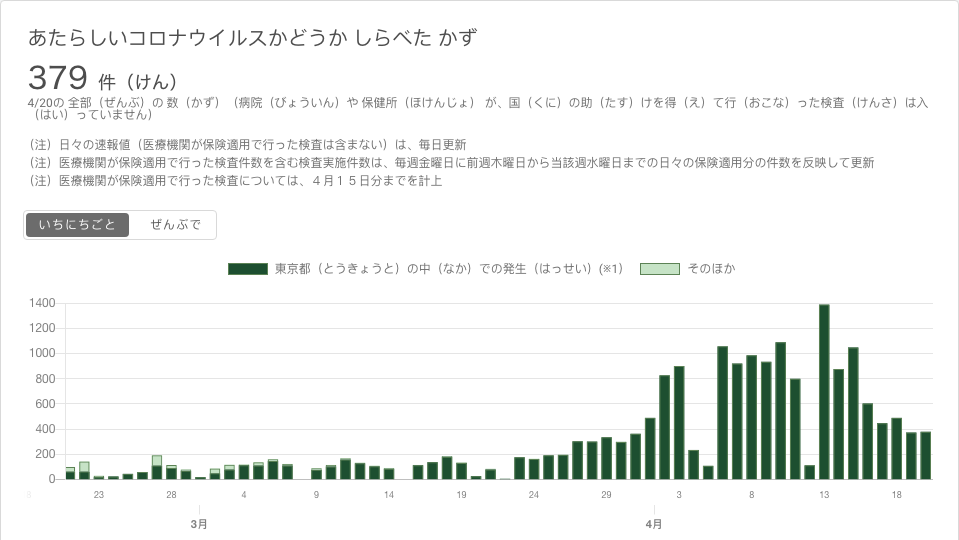 あたらしいコロナウイルスかどうか しらべた かず
379 件（けん）
4/20の 全部（ぜんぶ）の 数（かず）（病院（びょういん）や 保健所（ほけんじょ） が、国（くに）の助（たす）けを得（え）て行（おこな）った検査（けんさ）は入
（はい）っていません）
（注）日々の速報値（医療機関が保険適用で行った検査は含まない）は、毎日更新
（注）医療機関が保険適用で行った検査件数を含む検査実施件数は、毎週金曜日に前週木曜日から当該週水曜日までの日々の保険適用分の件数を反映して更新
（注）医療機関が保険適用で行った検査については、４月１５日分までを計上
いちにちごと ぜんぶで
東京都（とうきょうと）の中（なか）での発生（はっせい）(※1) そのほか
1400
1200
1000
800
600
400
200
0
23 28 4 9 14 19 24 29 3 8 13 18
3月 4月